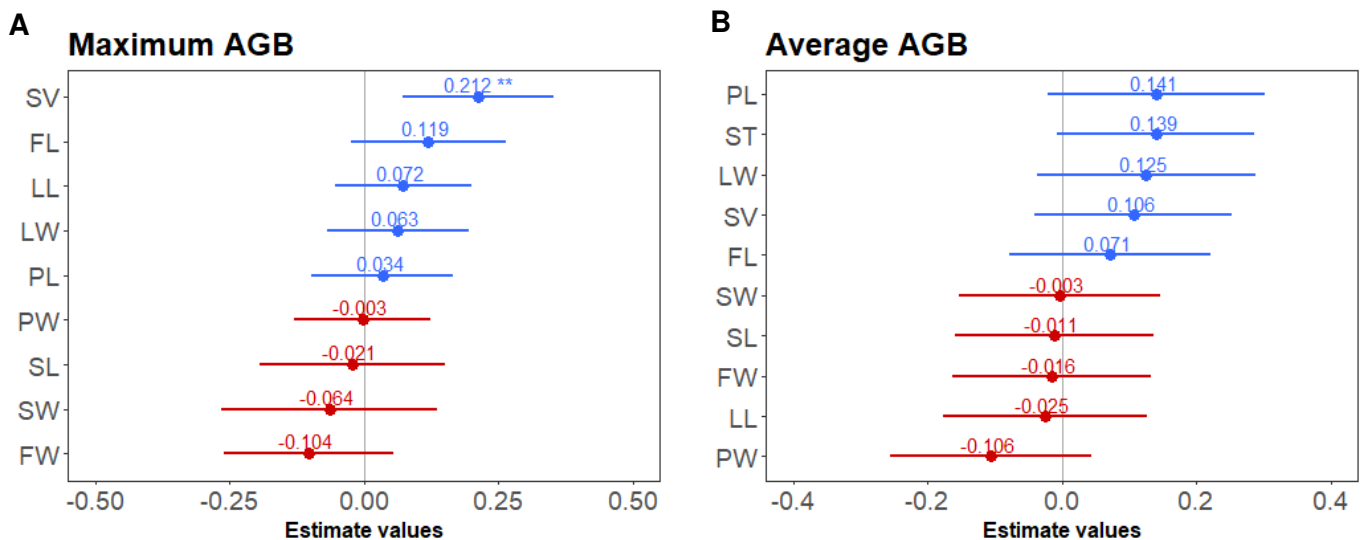 A
Maximum AGB
SV
0.212 **
FL
0.119
LL
0.072
LW
0.063
PL
0.034
PW
-0.003
SL
-0.021
SW
-0.064
FW
-0.104
-0.50
-0.25
0.00
0.25
0.50
Estimate values
B
Average AGB
PL
0.141
ST
0.139
LW
0.125
SV
0.106
FL
0.071
SW
-0.003
SL
-0.011
FW
-0.016
LL
-0.025
PW
-0.106
-0.4
-0.2
0.0
0.2
0.4
Estimate values